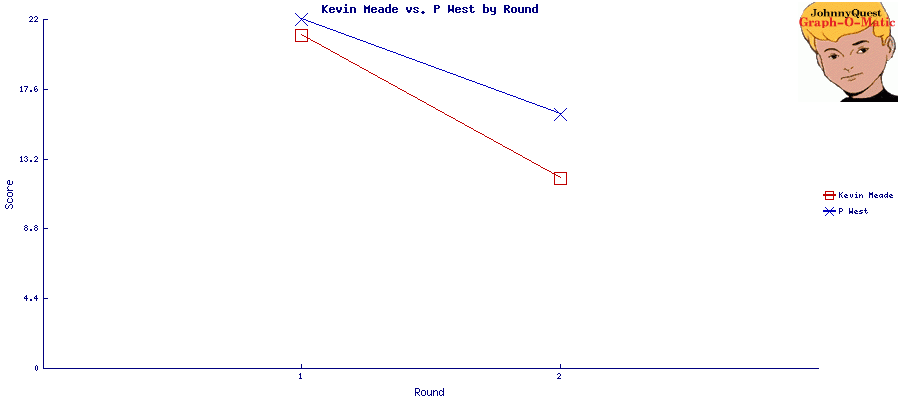 Kevin Meade vs. P West by Round
JohnnyQuest
Graph-O-Matic
22
17.6
13.2
8.8
4.4
0
Score
1
2
Round
Kevin Meade
P West